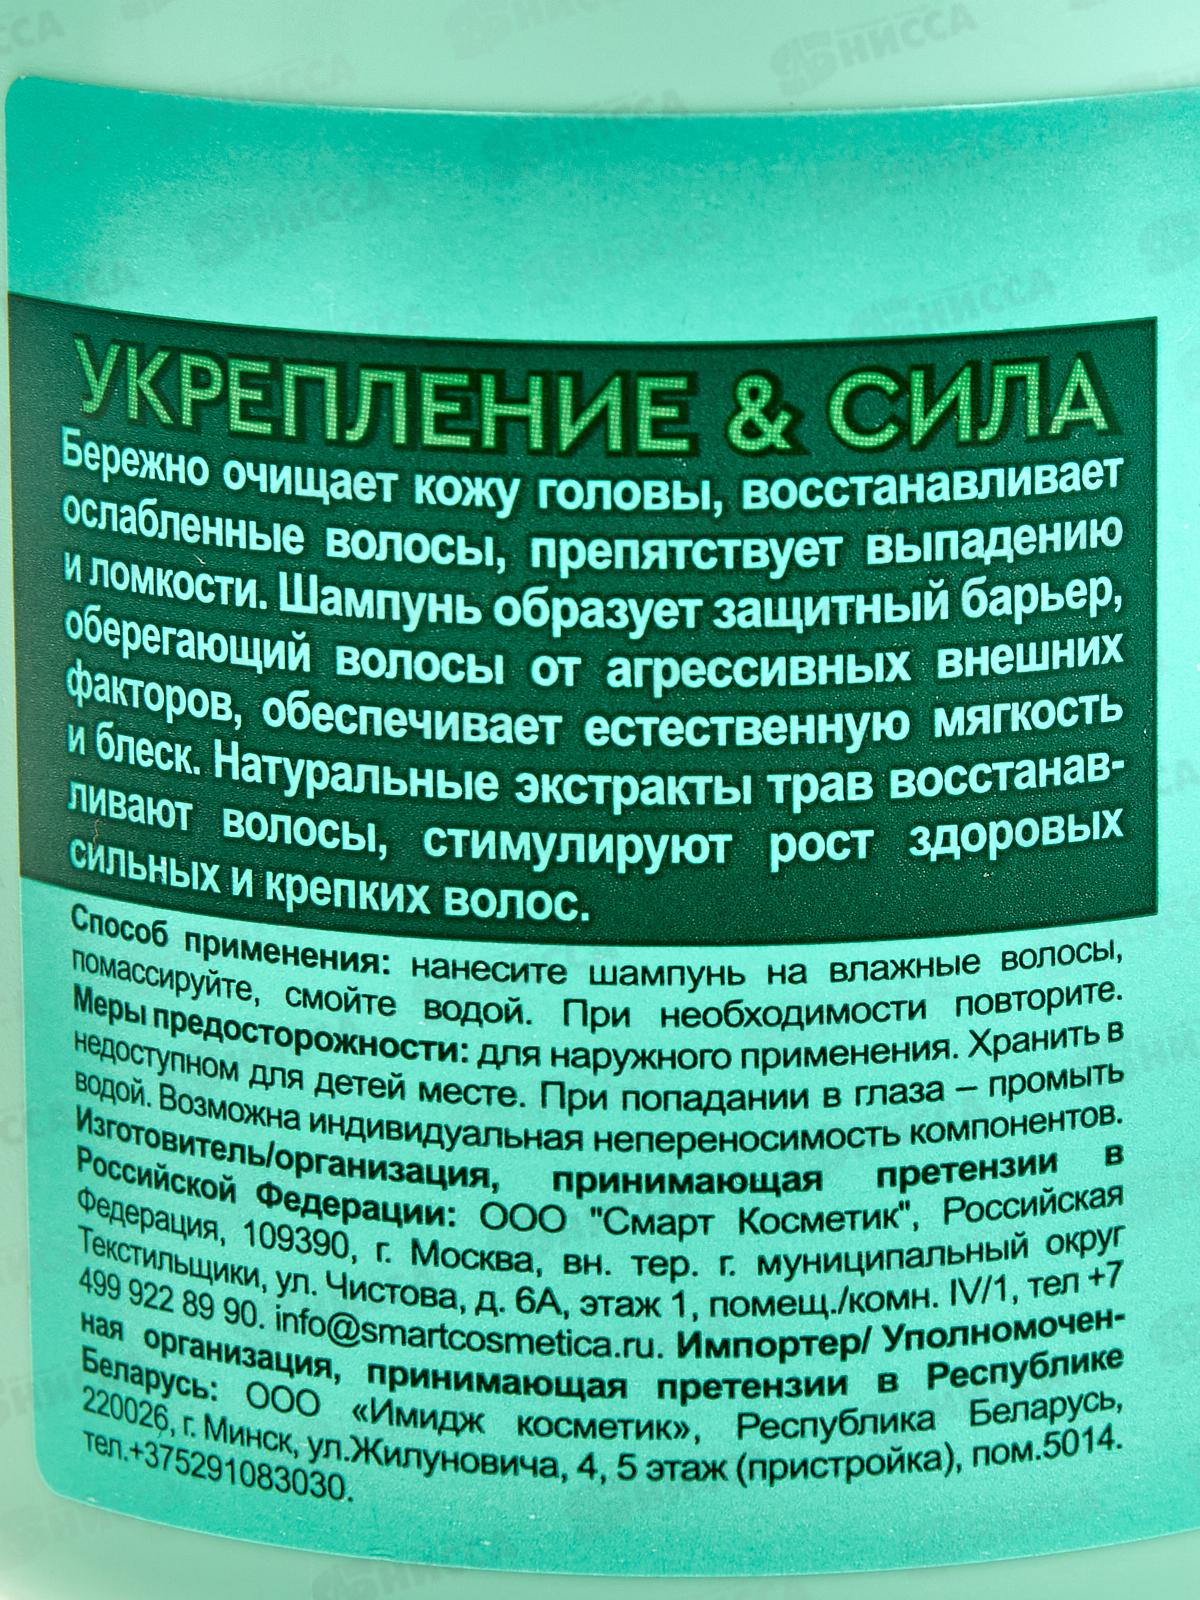 УКРЕПЛЕНИЕ & СИЛА
Бережно очищает кожу головы, восстанавливает
ослабленные волосы, препятствует выпадению
и ломкости. Шампунь образует защитный барьер,
оберегающий волосы от агрессивных внешних
факторов, обеспечивает естественную мягкость
и блеск. Натуральные экстракты трав восстанав-
ливают волосы, стимулируют рост здоровых
сильных и крепких волос.
Способ применения: нанесите шампунь на влажные волосы,
помассируйте, смойте водой. При необходимости повторите.
Меры предосторожности: для наружного применения. Хранить в
недоступном для детей месте. При попадании в глаза – промыть
водой. Возможна индивидуальная непереносимость компонентов.
Изготовитель/организация, принимающая претензии в
Российской Федерации: ООО "Смарт Косметик", Российская
Федерация, 109390, г. Москва, вн. тер. г. муниципальный округ
Текстильщики, ул. Чистова, д. 6А, этаж 1, помещ./комн. IV/1, тел +7
499 922 89 90. info@smartcosmetica.ru. Импортер/ Уполномочен-
ная организация, принимающая претензии в Республике
Беларусь: ООО «Имидж косметик», Республика Беларусь,
220026, г. Минск, ул.Жилуновича, 4, 5 этаж (пристройка), пом.5014.
тел.+375291083030.
НИССА